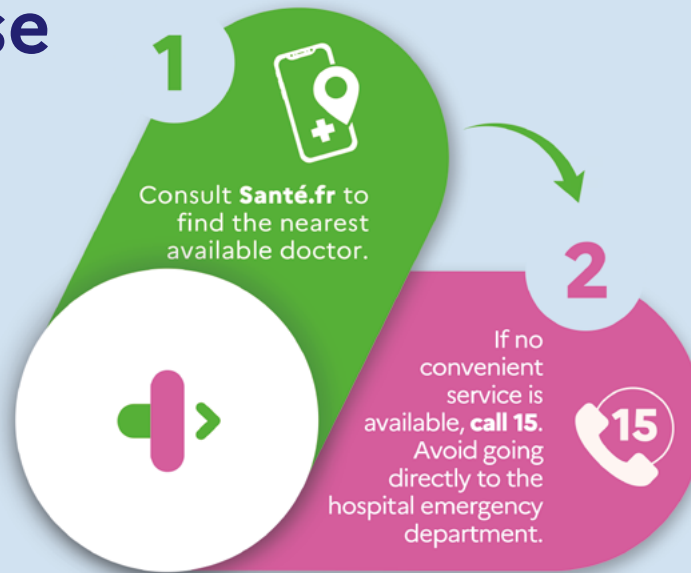 se
1
Consult Santé.fr to
find the nearest
available doctor.
2
If no
convenient
service is
available, call 15.
Avoid going
directly to the
hospital emergency
department.
15